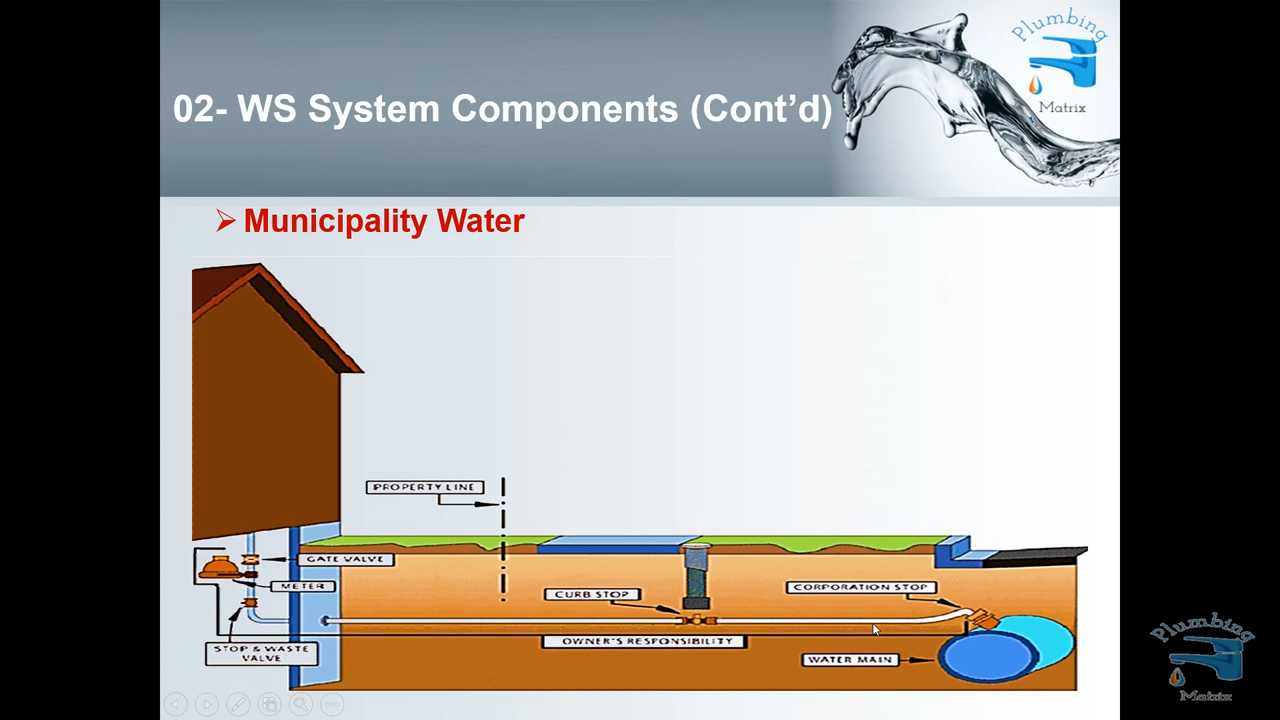 Plumbing
Matrix
02- WS System Components (Cont’d)
Municipality Water
PROPERTY LINE
GATE VALVE
METER
STOP & WASTE
VALVE
CURB STOP
CORPORATION STOP
OWNER'S RESPONSIBILITY
WATER MAIN
Plumbing
Matrix